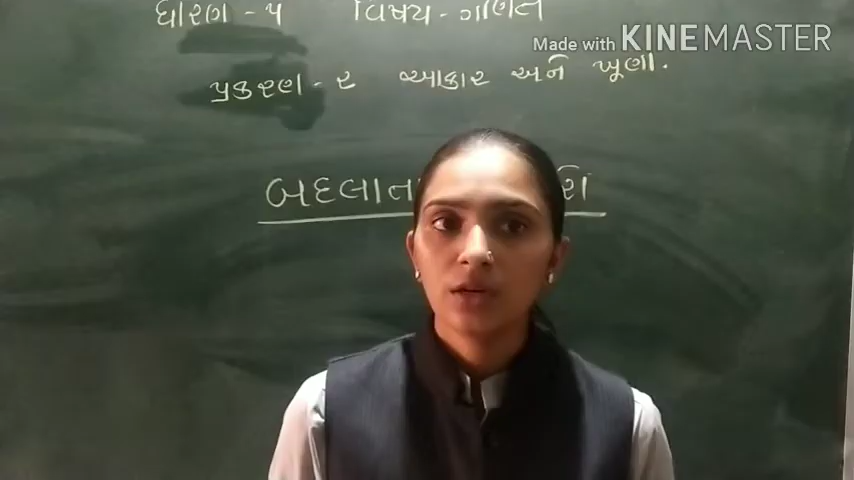 ધોરણ - ૫ વિષય - ગણિત
Made with KINEMASTER
પ્રકરણ - ૨ આકાર અને ખૂણા.